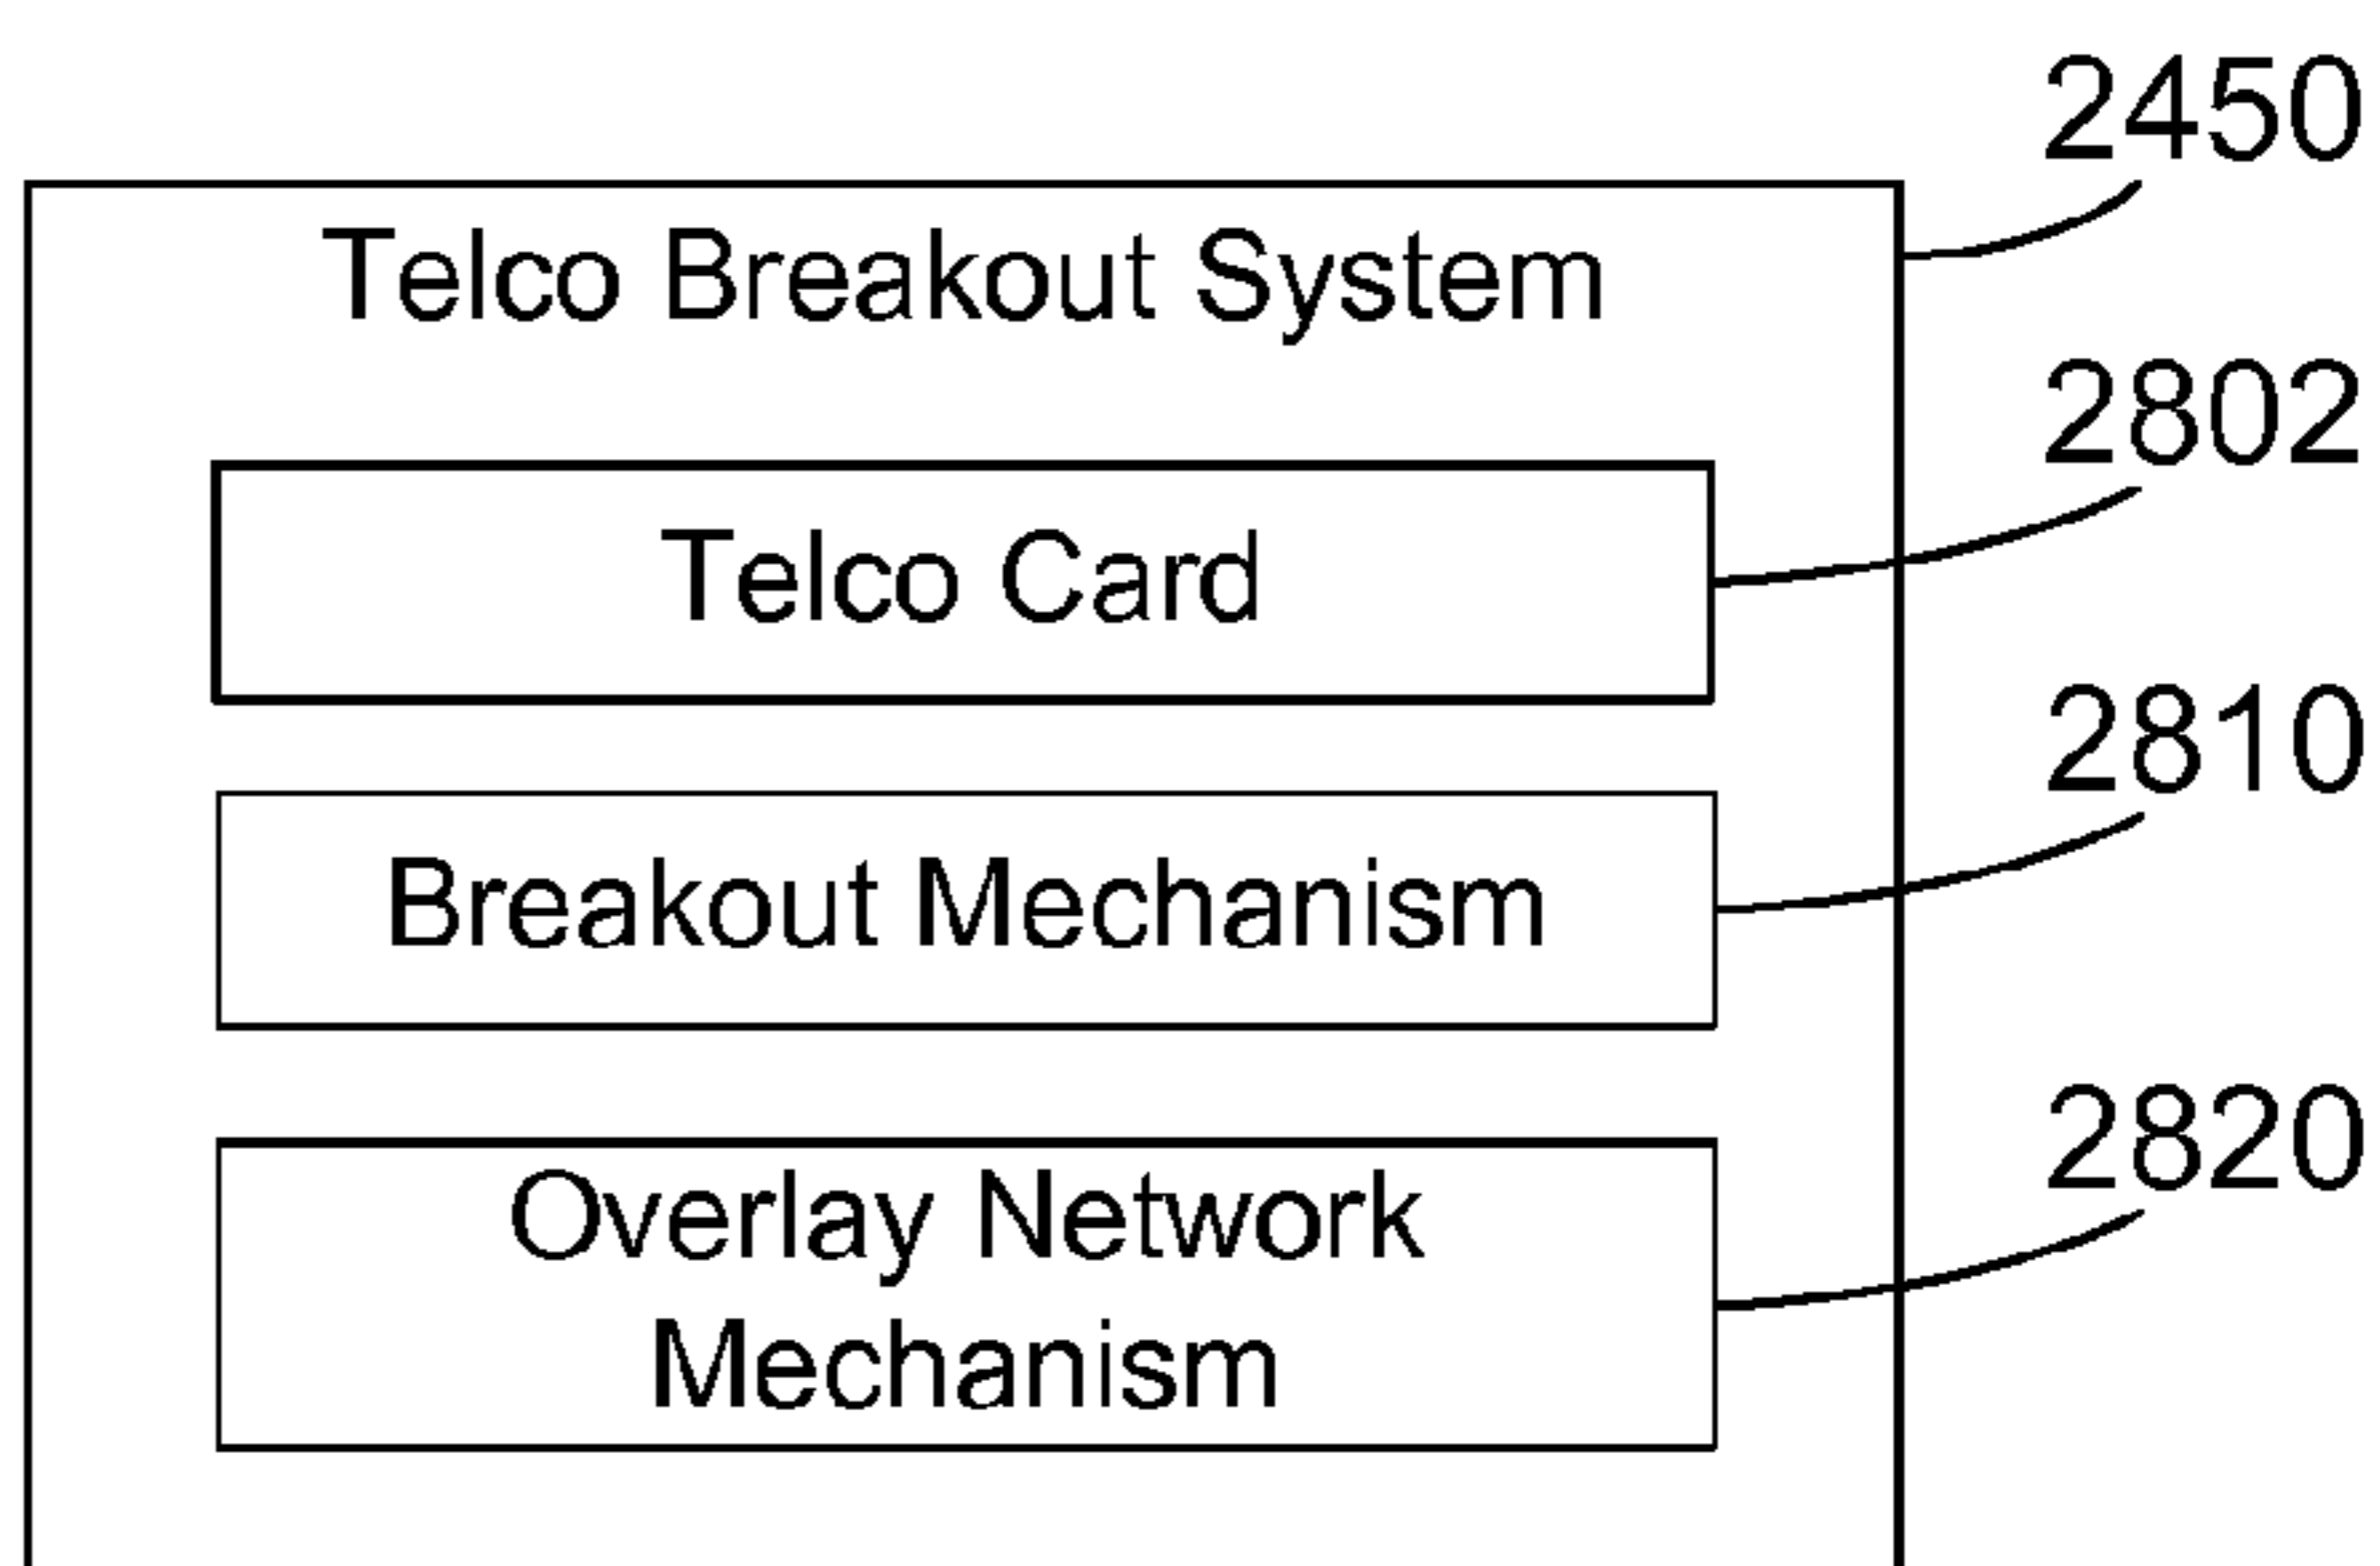 2450
Telco Breakout System
2802
Telco Card
2810
Breakout Mechanism
2820
Overlay Network
Mechanism